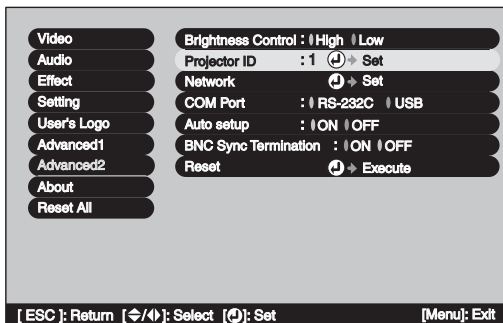 Video
Audio
Effect
Setting
User's Logo
Advanced1
Advanced2
About
Reset All
Brightness Control : High Low
Projector ID : 1 Set
Network Set
COM Port : RS-232C USB
Auto setup : ON OFF
BNC Sync Termination : ON OFF
Reset Execute
[ ESC ]: Return [ / ]: Select [ ]: Set [Menu]: Exit